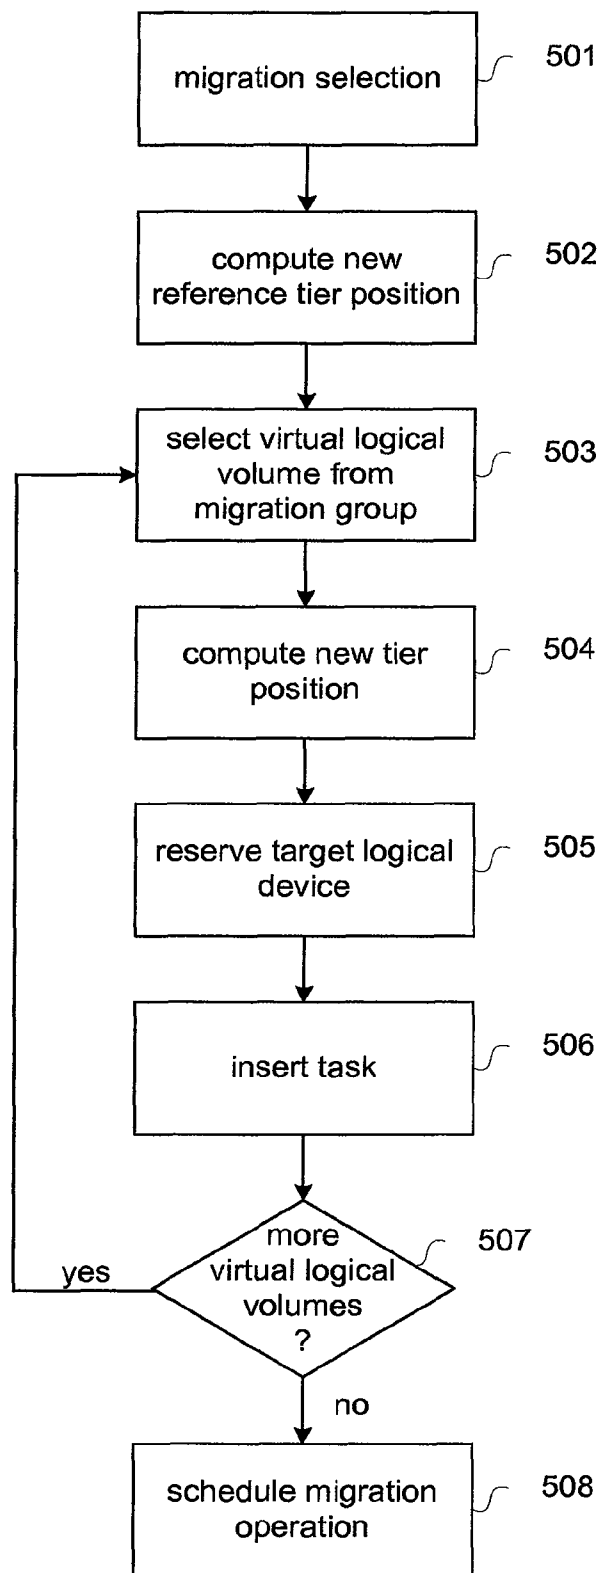 migration selection
501
compute new
reference tier position
502
select virtual logical
volume from
migration group
503
compute new tier
position
504
reserve target logical
device
505
insert task
506
more
virtual logical
volumes
?
507
yes
no
schedule migration
operation
508